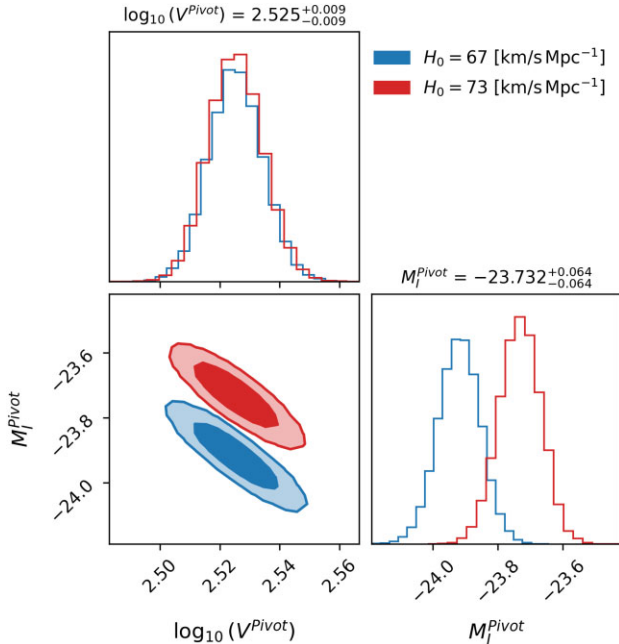 log₁₀(V^{Pivot}) = 2.525^{+0.009}_{−0.009}
H₀ = 67 [km/s Mpc⁻¹]
H₀ = 73 [km/s Mpc⁻¹]
M_I^{Pivot} = −23.732^{+0.064}_{−0.064}
M_I^{Pivot}
−23.6
−23.8
−24.0
2.50 2.52 2.54 2.56
−24.0 −23.8 −23.6
log₁₀(V^{Pivot})
M_I^{Pivot}